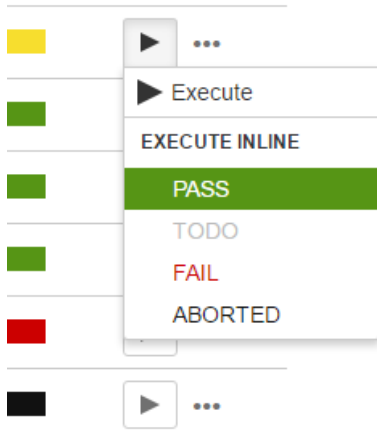 Execute
EXECUTE INLINE
PASS
TODO
FAIL
ABORTED